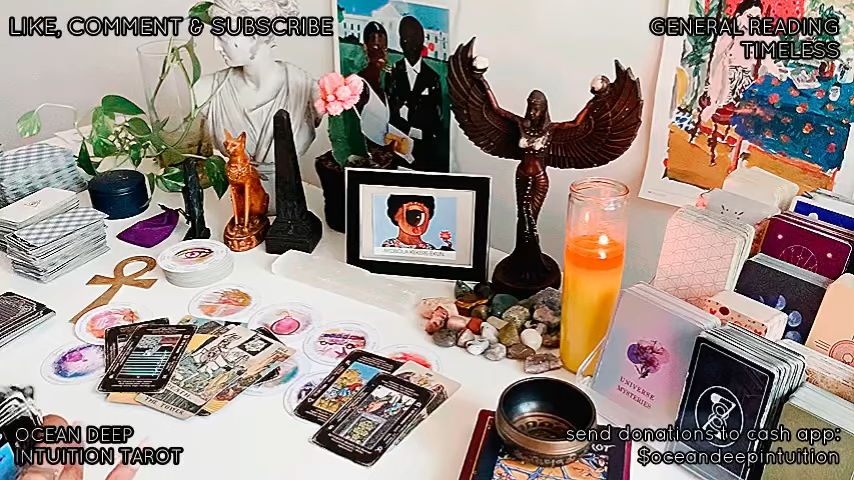 LIKE, COMMENT & SUBSCRIBE
GENERAL READING
TIMELESS
UNIVERSE
MYSTERIES
THE TOWER
OCEAN DEEP
INTUITION TAROT
send donations to cash app:
$oceandeepintuition